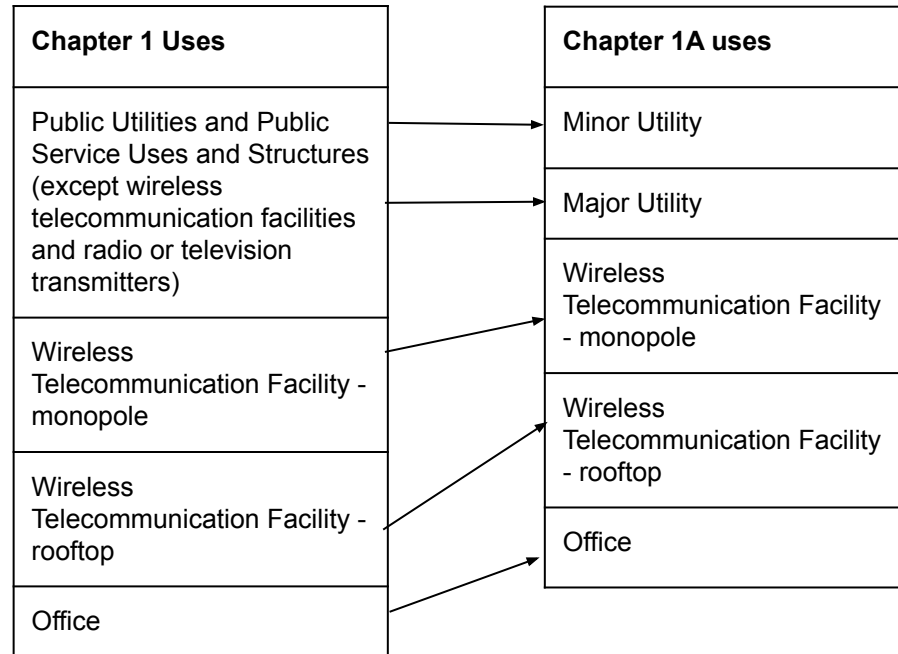 Chapter 1 Uses
Public Utilities and Public
Service Uses and Structures
(except wireless
telecommunication facilities
and radio or television
transmitters)
Wireless
Telecommunication Facility -
monopole
Wireless
Telecommunication Facility -
rooftop
Office
Chapter 1A uses
Minor Utility
Major Utility
Wireless
Telecommunication Facility
- monopole
Wireless
Telecommunication Facility
- rooftop
Office